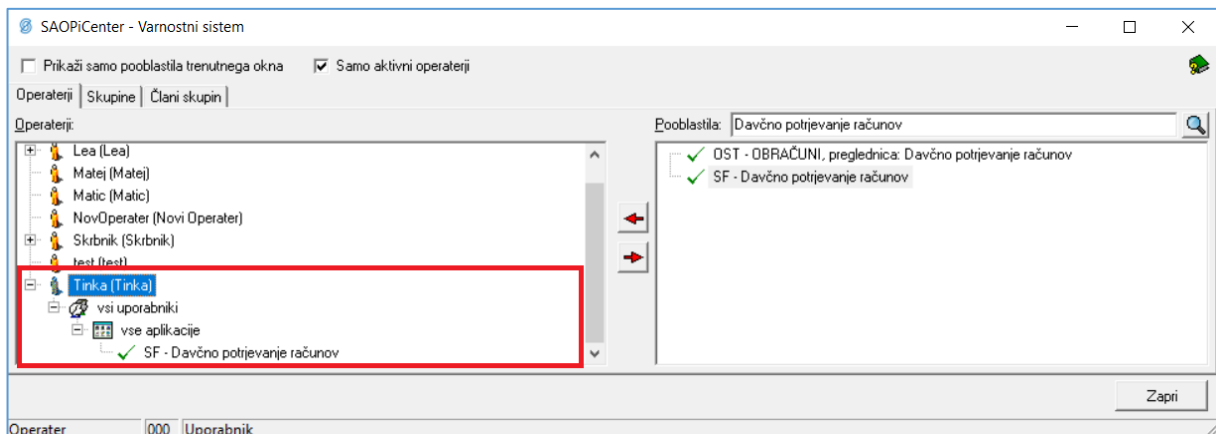 SAOPiCenter - Varnostni sistem
Prikaži samo pooblastila trenutnega okna Samo aktivni operaterji
Operaterji Skupine Člani skupin
Operaterji:
Pooblastila: Davčno potrjevanje računov
Lea (Lea)
Matej (Matej)
Matic (Matic)
NovOperater (Novi Operater)
Skrbnik (Skrbnik)
test (test)
Tinka (Tinka)
vsi uporabniki
vse aplikacije
SF - Davčno potrjevanje računov
OST - OBRAČUNI, preglednica: Davčno potrjevanje računov
SF - Davčno potrjevanje računov
Zapri
Operater 000 Uporabnik